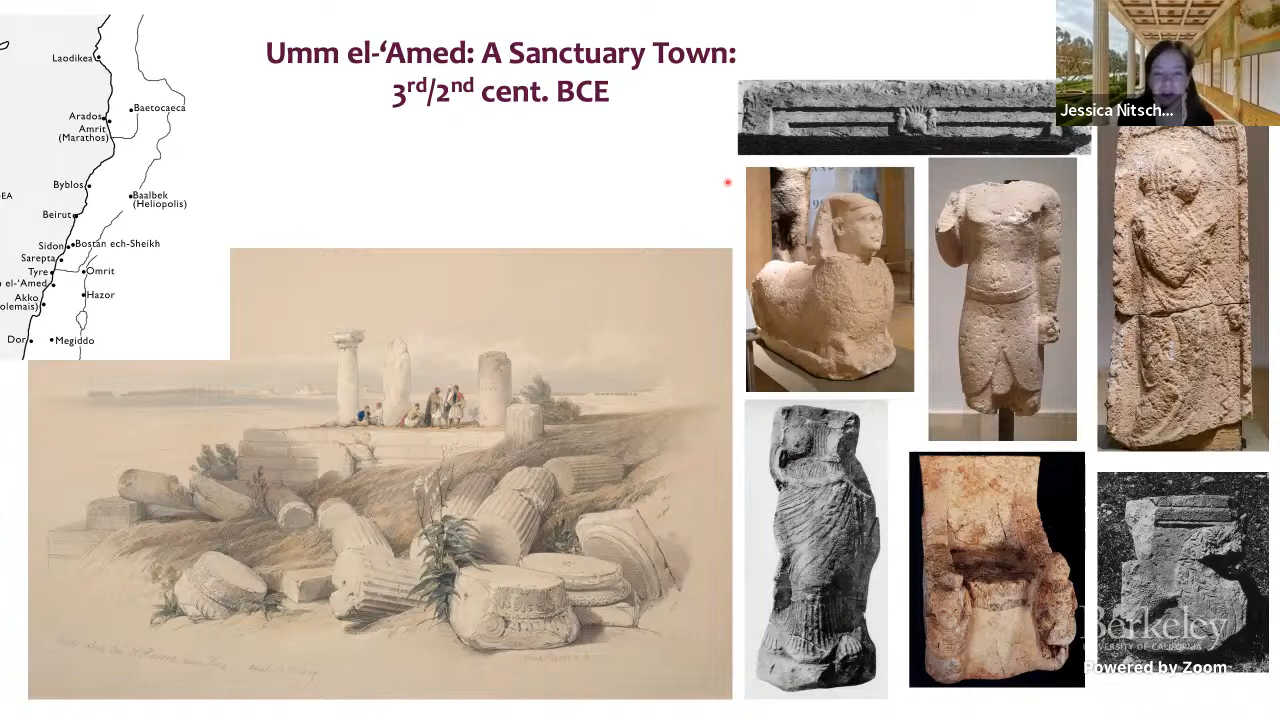 Umm el-‘Amed: A Sanctuary Town:
3rd/2nd cent. BCE
Jessica Nitsch...
Laodikea
Baetocaeca
Arados
Amrit
(Marathos)
Byblos
EA
Baalbek
(Heliopolis)
Beirut
Sidon
Bostan ech-Sheikh
Sarepta
Tyre
Omrit
el-‘Amed
Akko
olemais)
Hazor
Dor
Megiddo
Berkeley
UNIVERSITY OF CALIFORNIA
Powered by Zoom